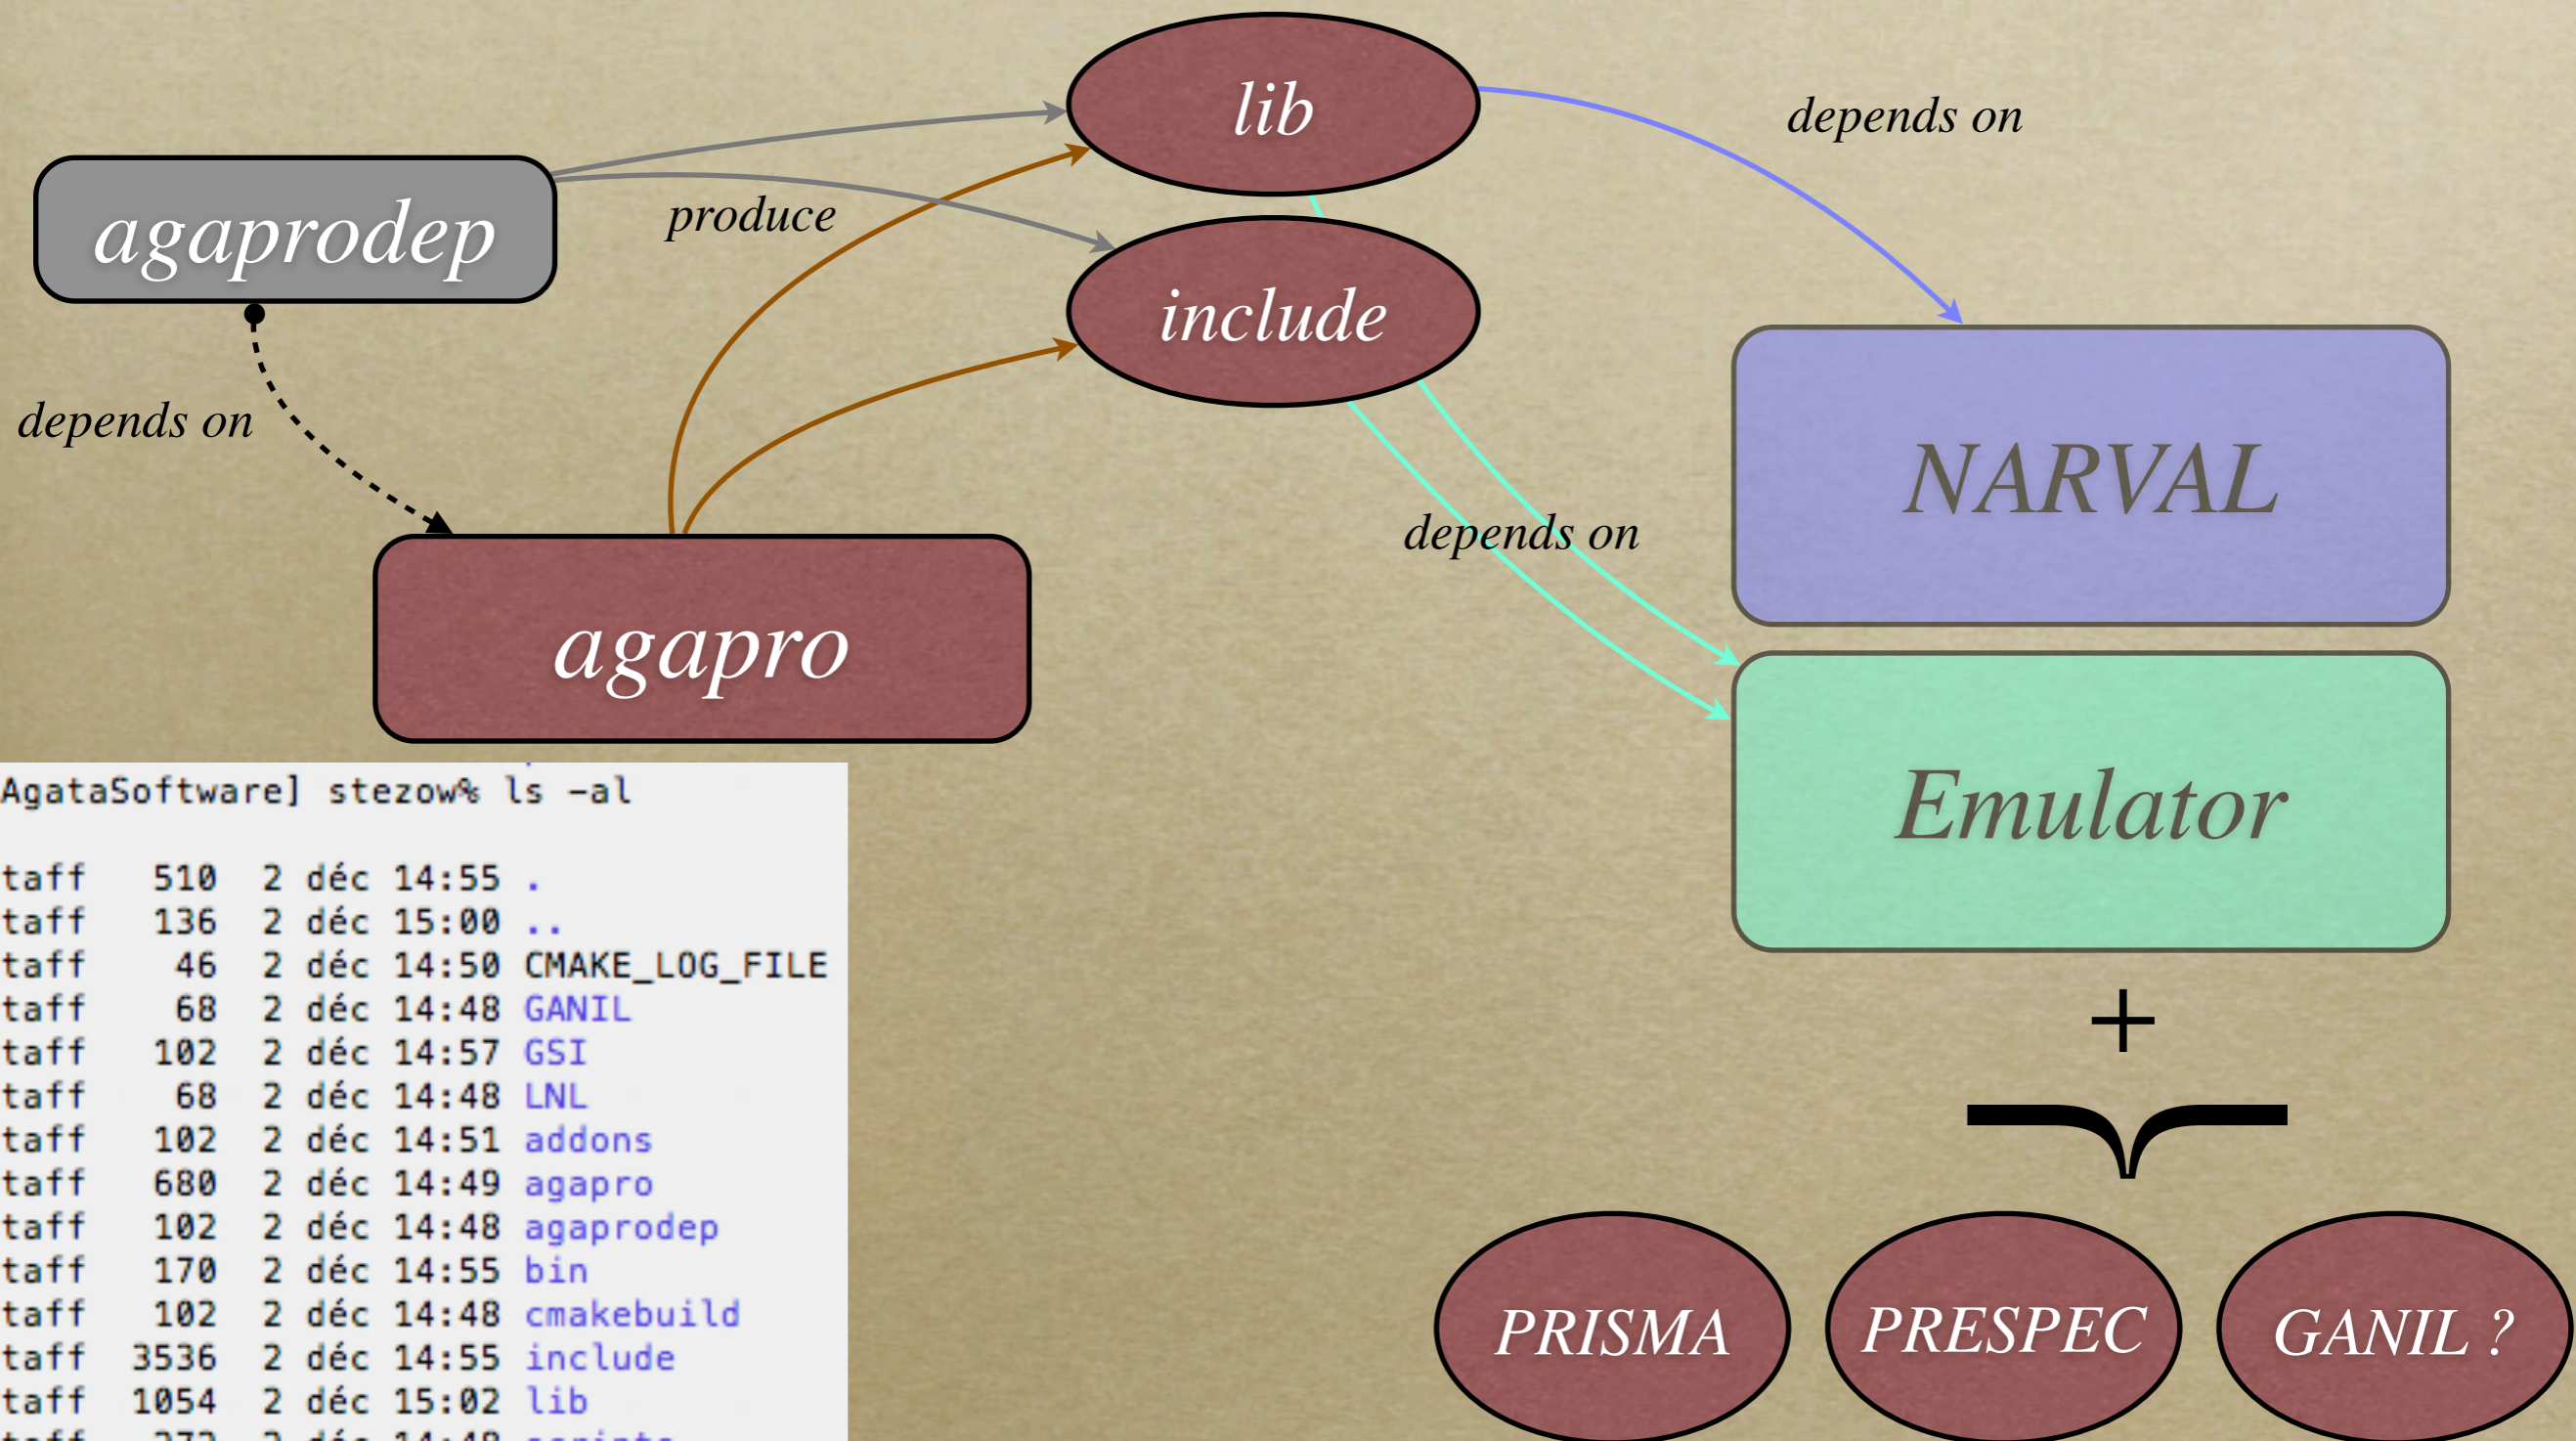 lib
depends on
agaprodep
produce
include
depends on
NARVAL
depends on
agapro
Emulator
AgataSoftware] stezow% ls -al
taff 510 2 déc 14:55 .
taff 136 2 déc 15:00 ..
taff 46 2 déc 14:50 CMAKE_LOG_FILE
taff 68 2 déc 14:48 GANIL
taff 102 2 déc 14:57 GSI
taff 68 2 déc 14:48 LNL
taff 102 2 déc 14:51 addons
taff 680 2 déc 14:49 agapro
taff 102 2 déc 14:48 agaprodep
taff 170 2 déc 14:55 bin
taff 102 2 déc 14:48 cmakebuild
taff 3536 2 déc 14:55 include
taff 1054 2 déc 15:02 lib
+
PRISMA
PRESPEC
GANIL ?